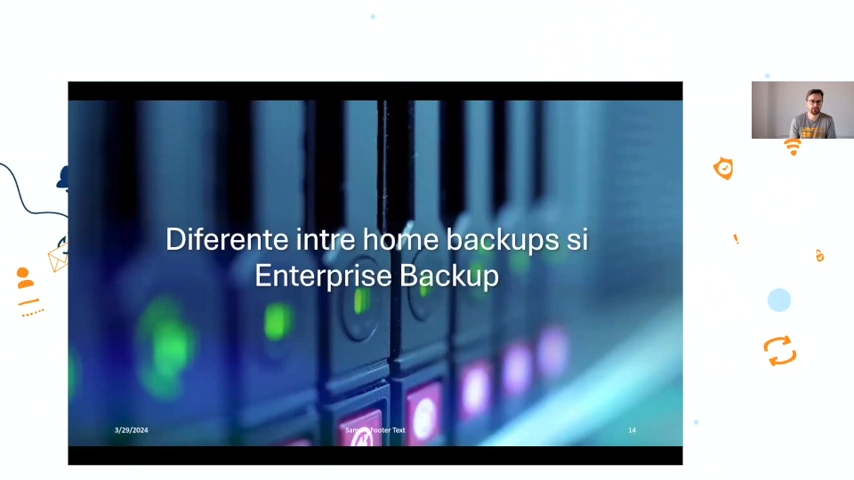 Diferente intre home backups si
Enterprise Backup
3/29/2024
Footer Text
14